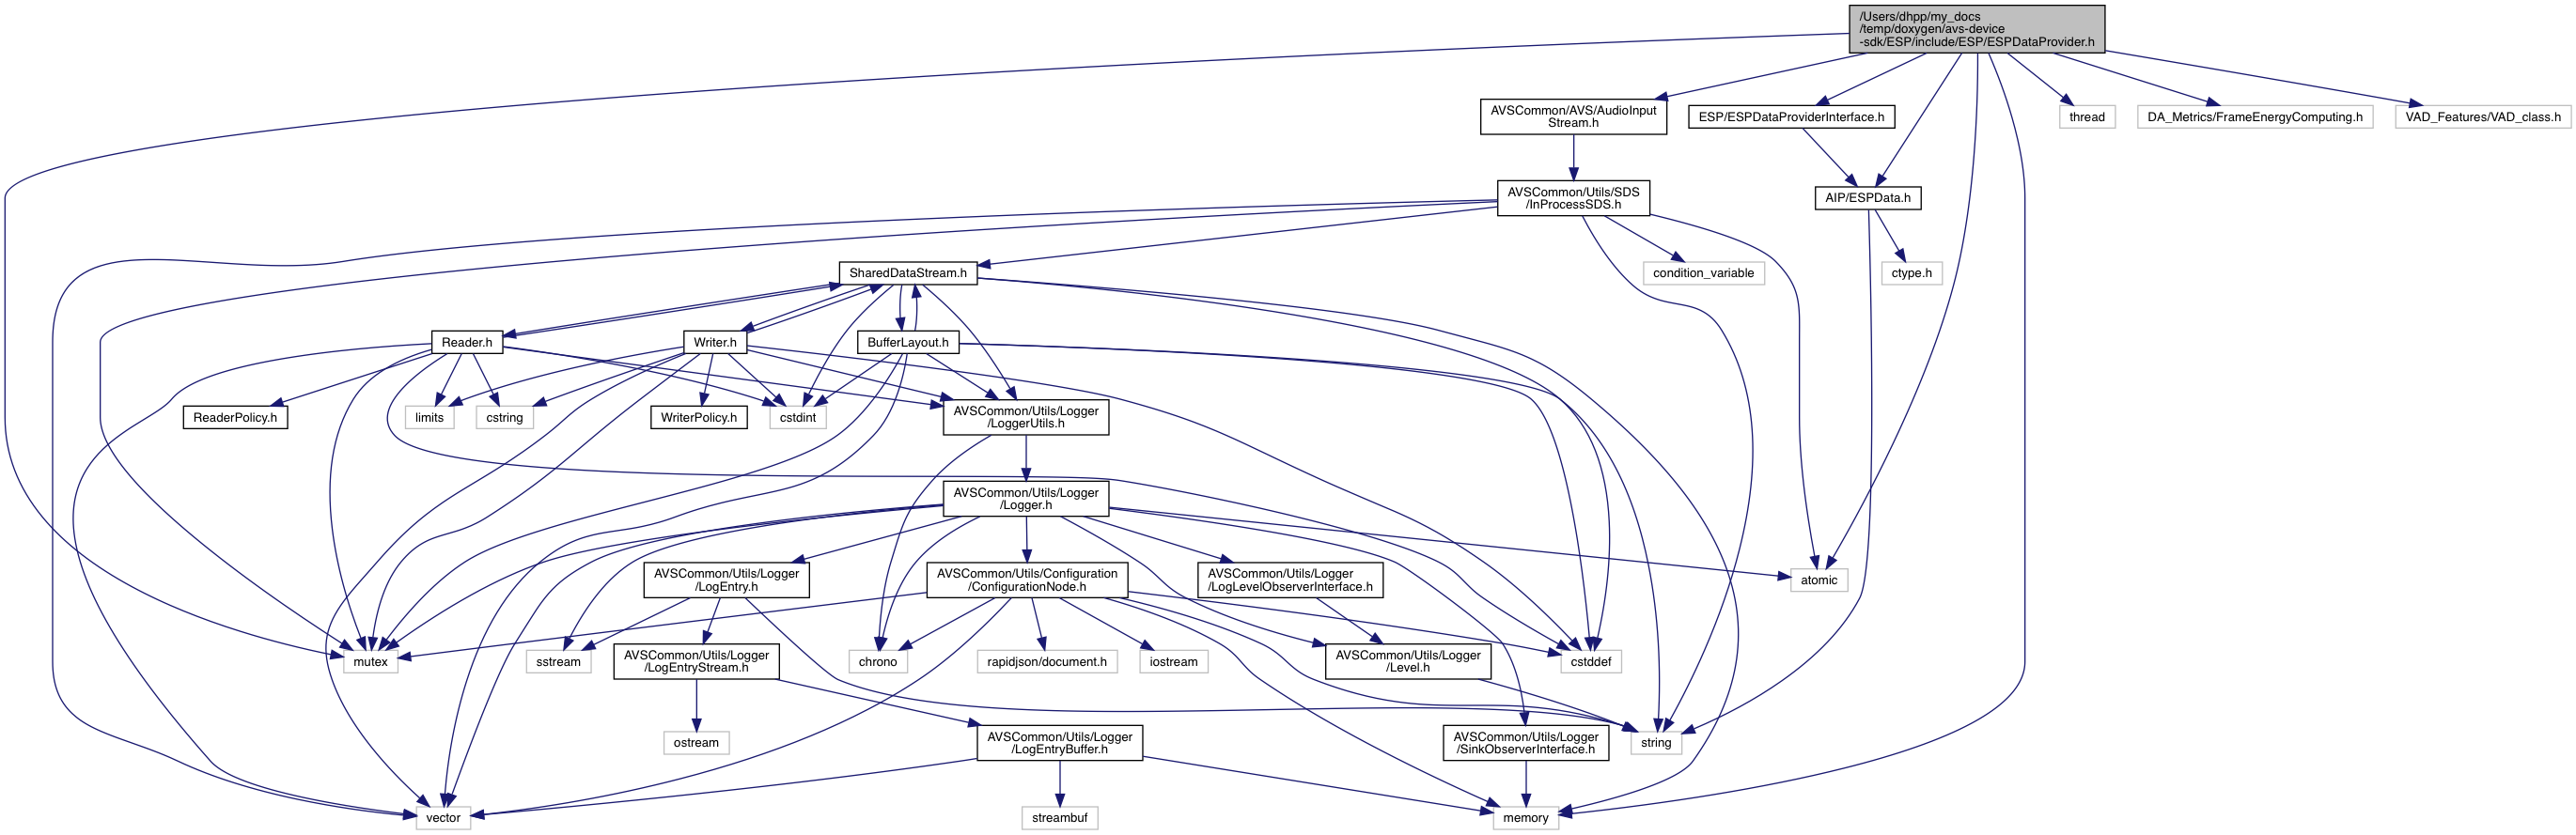 /Users/dhpp/my_docs
/temp/doxygen/avs-device
-sdk/ESP/include/ESP/ESPDataProvider.h
AVSCommon/AVS/AudioInput
Stream.h
ESP/ESPDataProviderInterface.h
thread
DA_Metrics/FrameEnergyComputing.h
VAD_Features/VAD_class.h
AVSCommon/Utils/SDS
/InProcessSDS.h
AIP/ESPData.h
SharedDataStream.h
condition_variable
ctype.h
Reader.h
Writer.h
BufferLayout.h
ReaderPolicy.h
limits
cstring
WriterPolicy.h
cstdint
AVSCommon/Utils/Logger
/LoggerUtils.h
AVSCommon/Utils/Logger
/Logger.h
AVSCommon/Utils/Logger
/LogEntry.h
AVSCommon/Utils/Configuration
/ConfigurationNode.h
AVSCommon/Utils/Logger
/LogLevelObserverInterface.h
atomic
mutex
sstream
AVSCommon/Utils/Logger
/LogEntryStream.h
chrono
rapidjson/document.h
iostream
AVSCommon/Utils/Logger
/Level.h
cstddef
ostream
AVSCommon/Utils/Logger
/LogEntryBuffer.h
AVSCommon/Utils/Logger
/SinkObserverInterface.h
string
vector
streambuf
memory